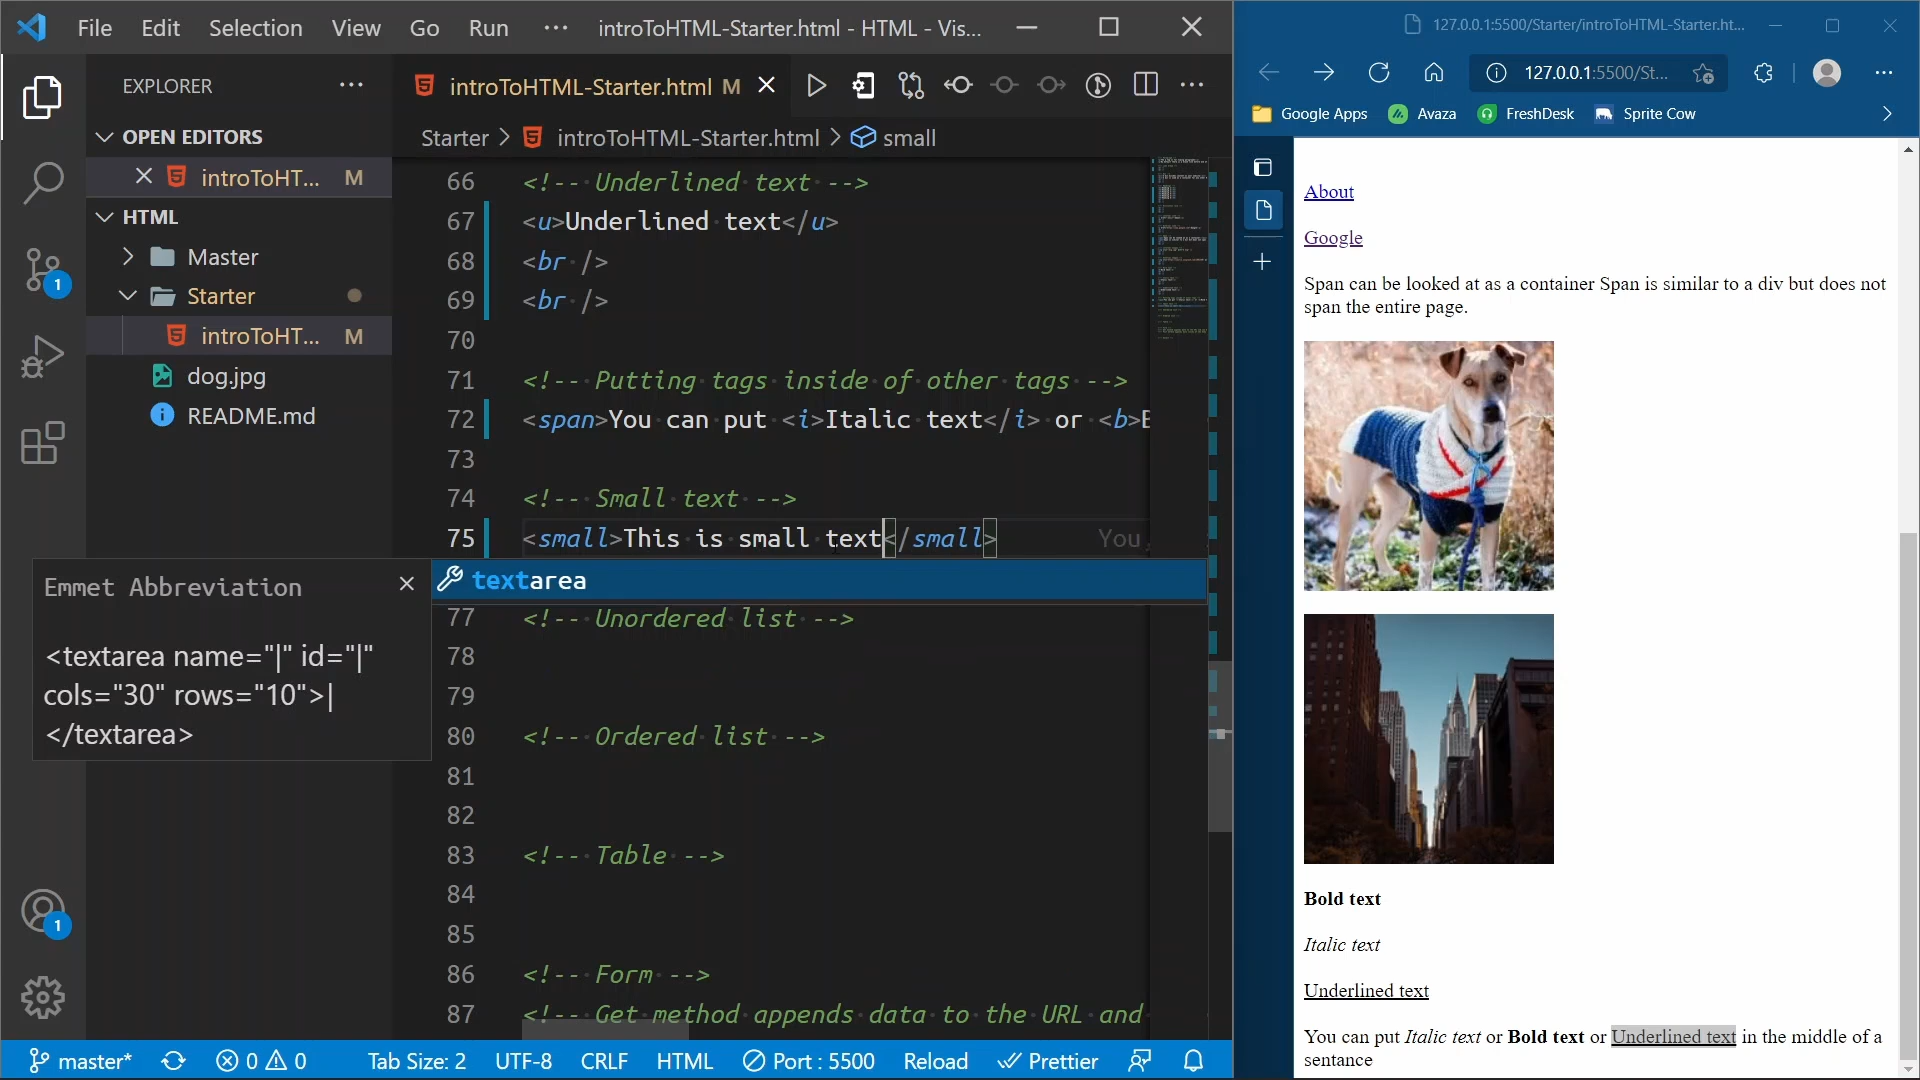 File Edit Selection View Go Run ··· introToHTML-Starter.html - HTML - Vis...
EXPLORER
OPEN EDITORS
introToHT... M
HTML
Master
Starter
introToHT... M
dog.jpg
README.md
1
1
introToHTML-Starter.html M
Starter > introToHTML-Starter.html > small
66 <!-- Underlined text -->
67 <u>Underlined text</u>
68 <br />
69 <br />
70
71 <!-- Putting tags inside of other tags -->
72 <span>You can put <i>Italic text</i> or <b>B
73
74 <!-- Small text -->
75 <small>This is small text</small> You,
textarea
Emmet Abbreviation
<textarea name="|" id="|"
cols="30" rows="10">|
</textarea>
77 <!-- Unordered list -->
78
79
80 <!-- Ordered list -->
81
82
83 <!-- Table -->
84
85
86 <!-- Form -->
87 <!-- Get method appends data to the URL and
master* 0 0 Tab Size: 2 UTF-8 CRLF HTML Port : 5500 Reload Prettier
127.0.0.1:5500/Starter/introToHTML-Starter.ht...
127.0.0.1:5500/St...
Google Apps Avaza FreshDesk Sprite Cow
About
Google
Span can be looked at as a container Span is similar to a div but does not
span the entire page.
Bold text
Italic text
Underlined text
You can put Italic text or Bold text or Underlined text in the middle of a
sentence